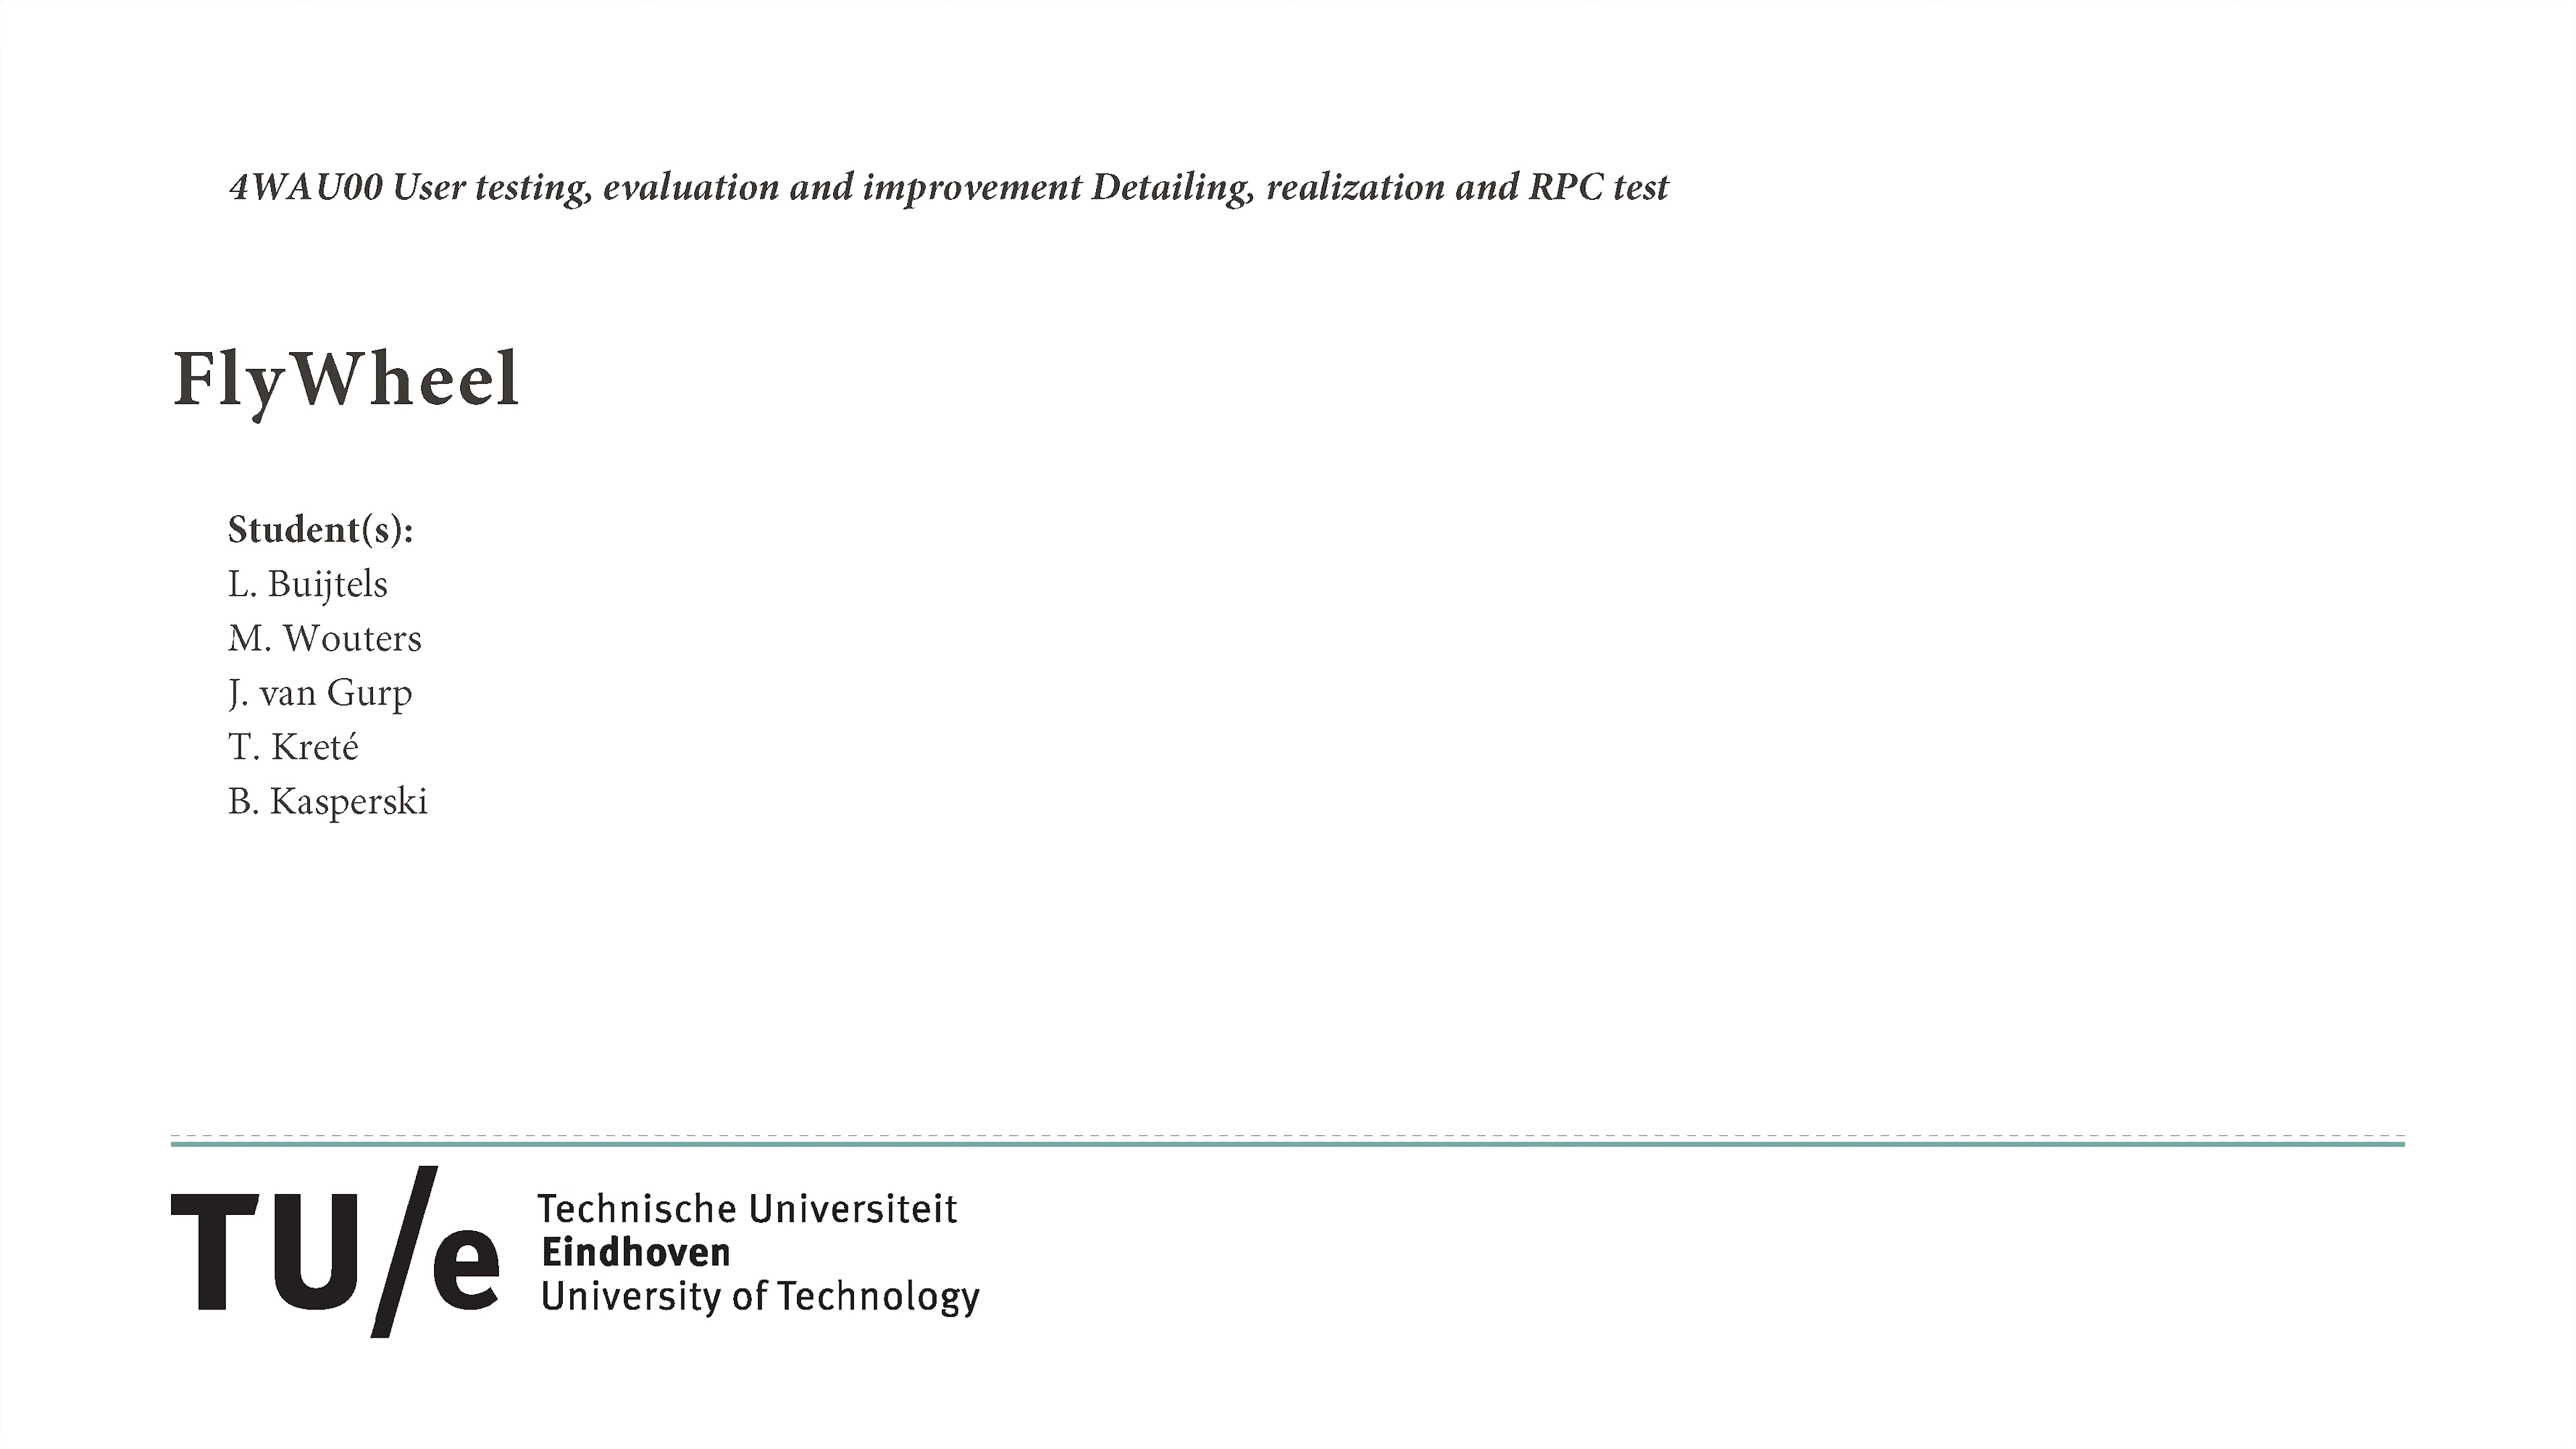 4WAU00 User testing, evaluation and improvement Detailing, realization and RPC test
FlyWheel
Student(s):
L. Buijtels
M. Wouters
J. van Gurp
T. Kreté
B. Kasperski
TU/e
Technische Universiteit
Eindhoven
University of Technology